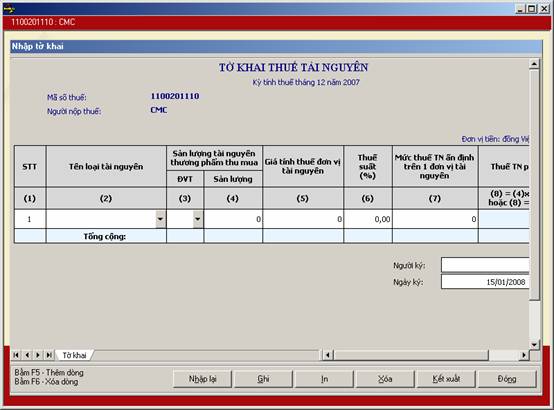 1100201110 : CMC
Nhập tờ khai
TỜ KHAI THUẾ TÀI NGUYÊN
Kỳ tính thuế tháng 12 năm 2007
Mã số thuế: 1100201110
Người nộp thuế: CMC
Đơn vị tiền: đồng Việ
STT
Tên loại tài nguyên
Sản lượng tài nguyên thương phẩm thu mua
ĐVT
Sản lượng
Giá tính thuế đơn vị tài nguyên
Thuế suất (%)
Mức thuế TN ấn định trên 1 đơn vị tài nguyên
Thuế TN p
(1) (2) (3) (4) (5) (6) (7) (8) = (4)x
hoặc (8) =
1 0 0 0,00 0
Tổng cộng:
Người ký:
Ngày ký: 15/01/2008
Tờ khai
Bấm F5 - Thêm dòng
Bấm F6 - Xóa dòng
Nhập lại Ghi In Xóa Kết xuất Đóng